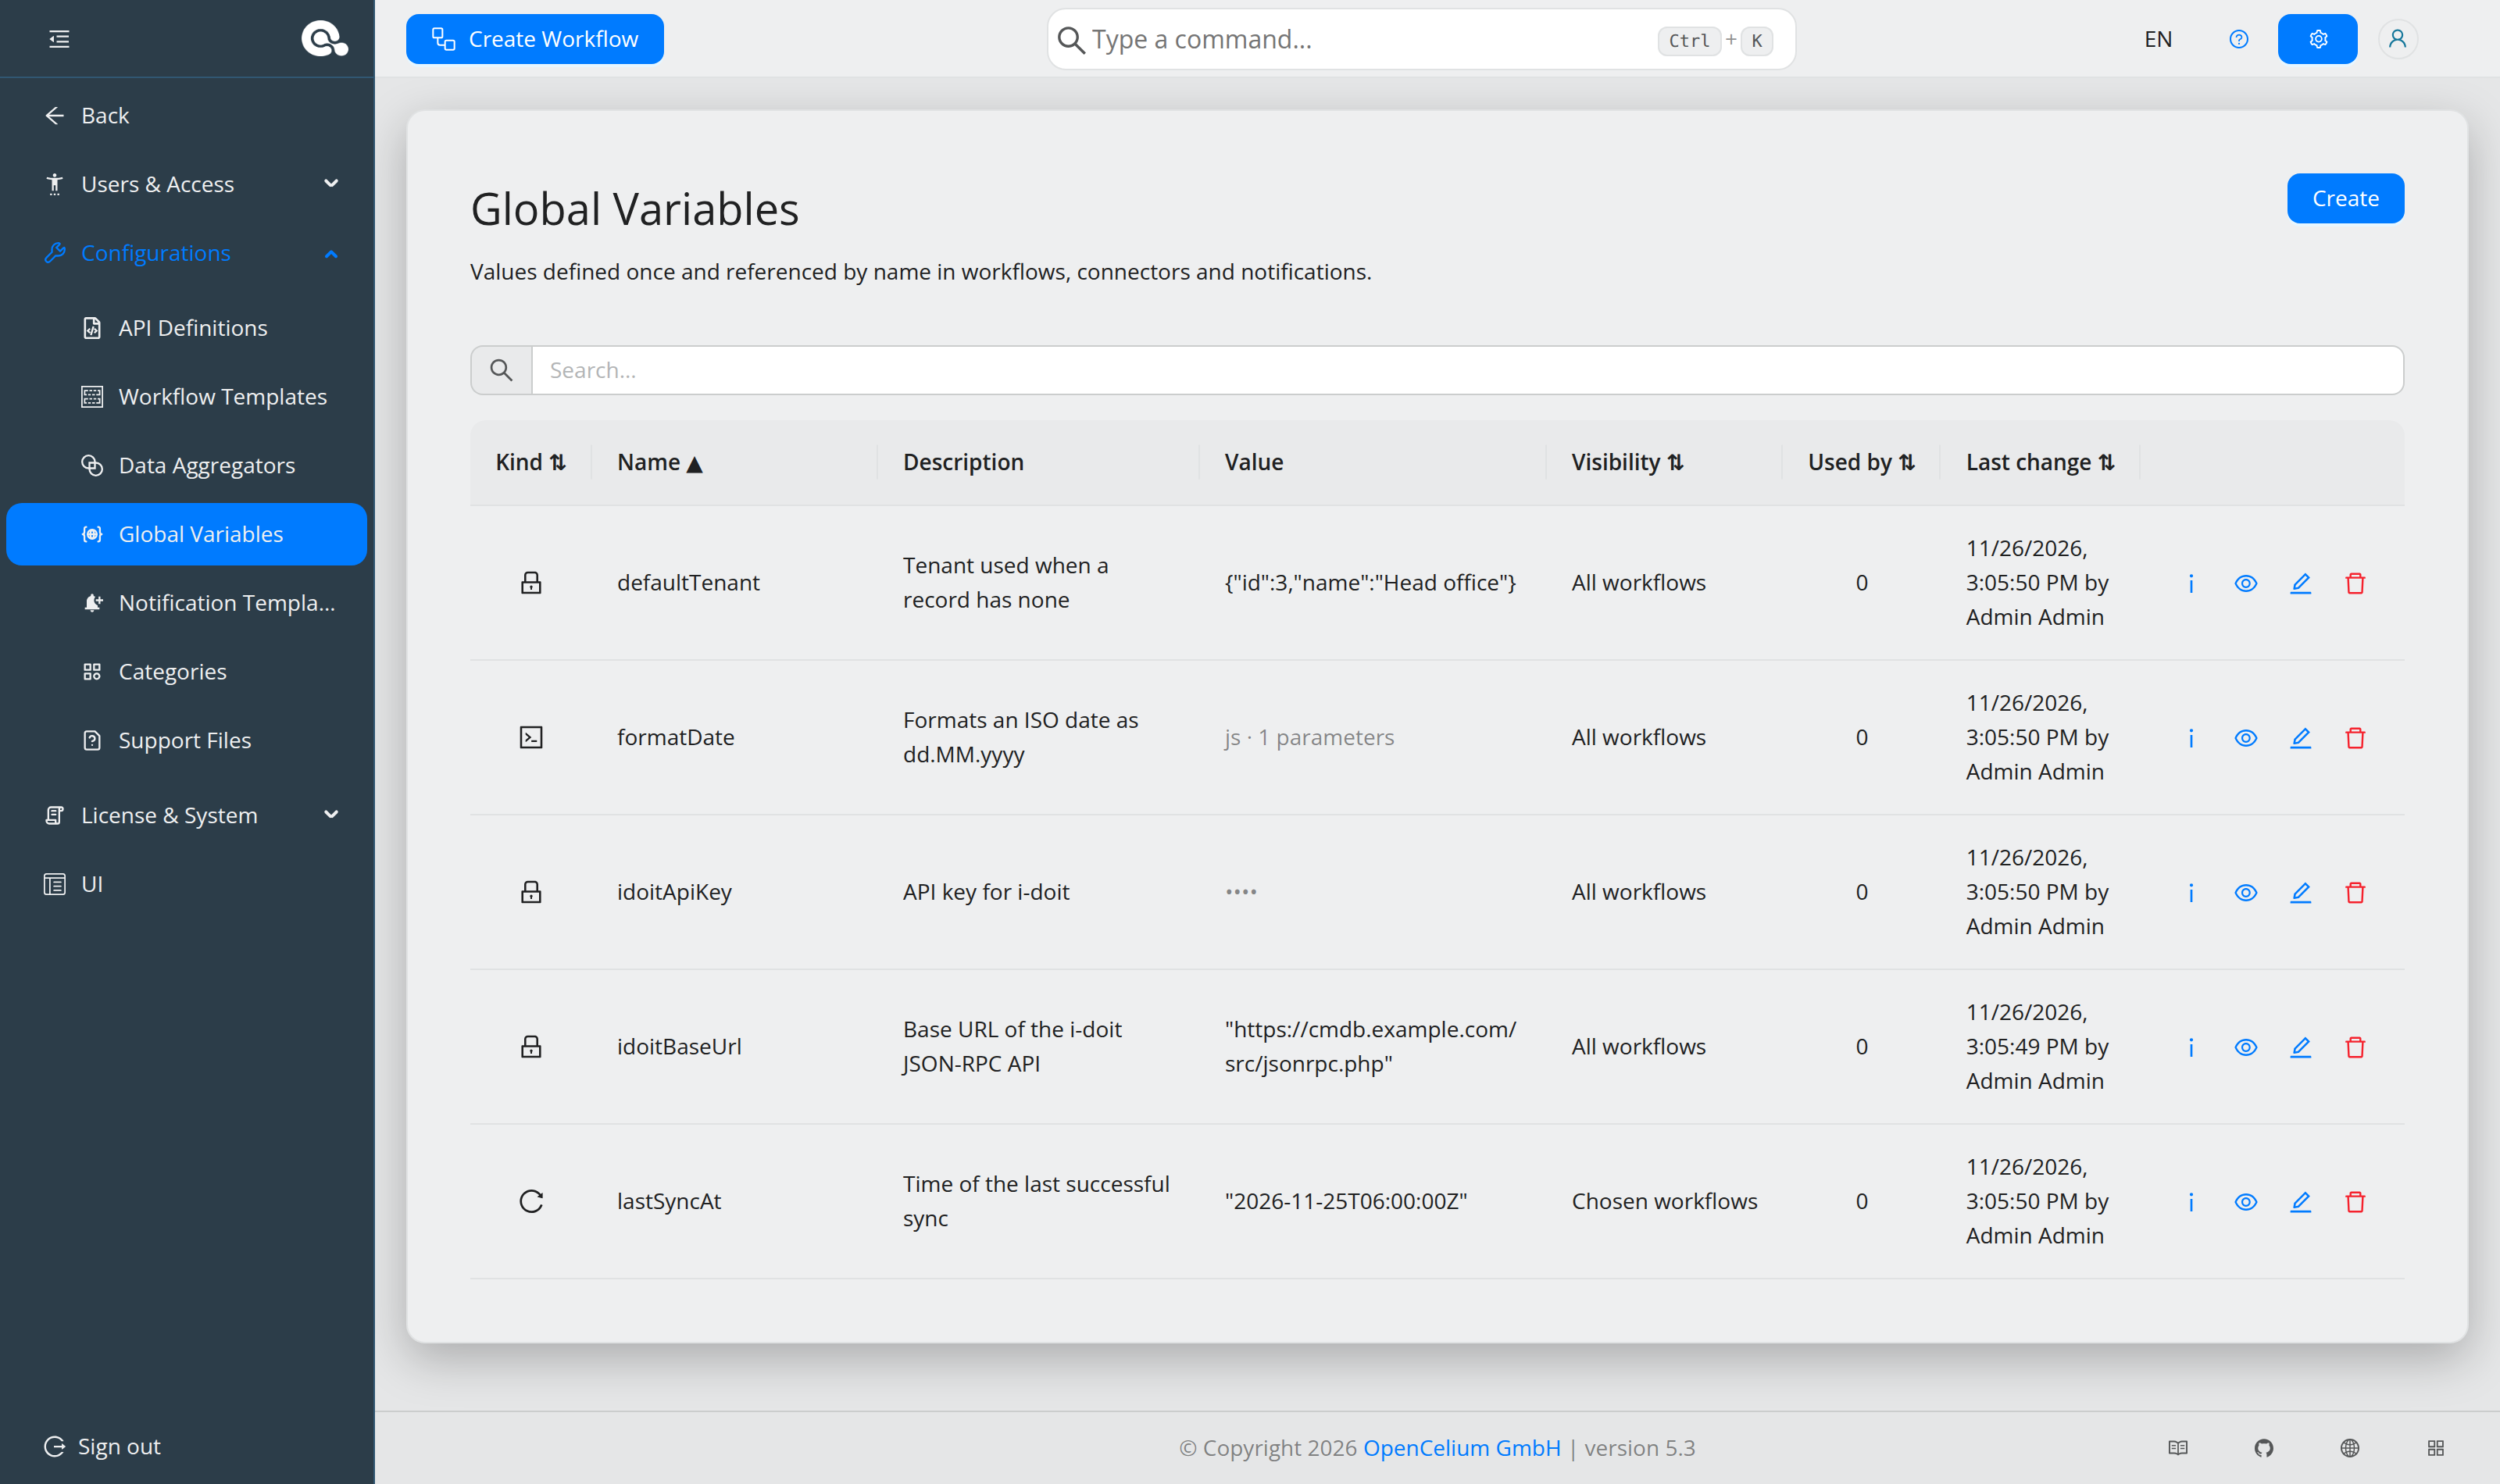 Create Workflow
Type a command...
Ctrl + K
EN
Back
Users & Access
Configurations
API Definitions
Workflow Templates
Data Aggregators
Global Variables
Notification Templa...
Categories
Support Files
License & System
UI
Sign out
Global Variables
Create
Values defined once and referenced by name in workflows, connectors and notifications.
Search...
Kind Name Description Value Visibility Used by Last change
defaultTenant
Tenant used when a
record has none
{"id":3,"name":"Head office"}
All workflows
0
11/26/2026,
3:05:50 PM by
Admin Admin
formatDate
Formats an ISO date as
dd.MM.yyyy
js · 1 parameters
All workflows
0
11/26/2026,
3:05:50 PM by
Admin Admin
idoitApiKey
API key for i-doit
••••
All workflows
0
11/26/2026,
3:05:50 PM by
Admin Admin
idoitBaseUrl
Base URL of the i-doit
JSON-RPC API
"https://cmdb.example.com/
src/jsonrpc.php"
All workflows
0
11/26/2026,
3:05:49 PM by
Admin Admin
lastSyncAt
Time of the last successful
sync
"2026-11-25T06:00:00Z"
Chosen workflows
0
11/26/2026,
3:05:50 PM by
Admin Admin
© Copyright 2026 OpenCelium GmbH | version 5.3